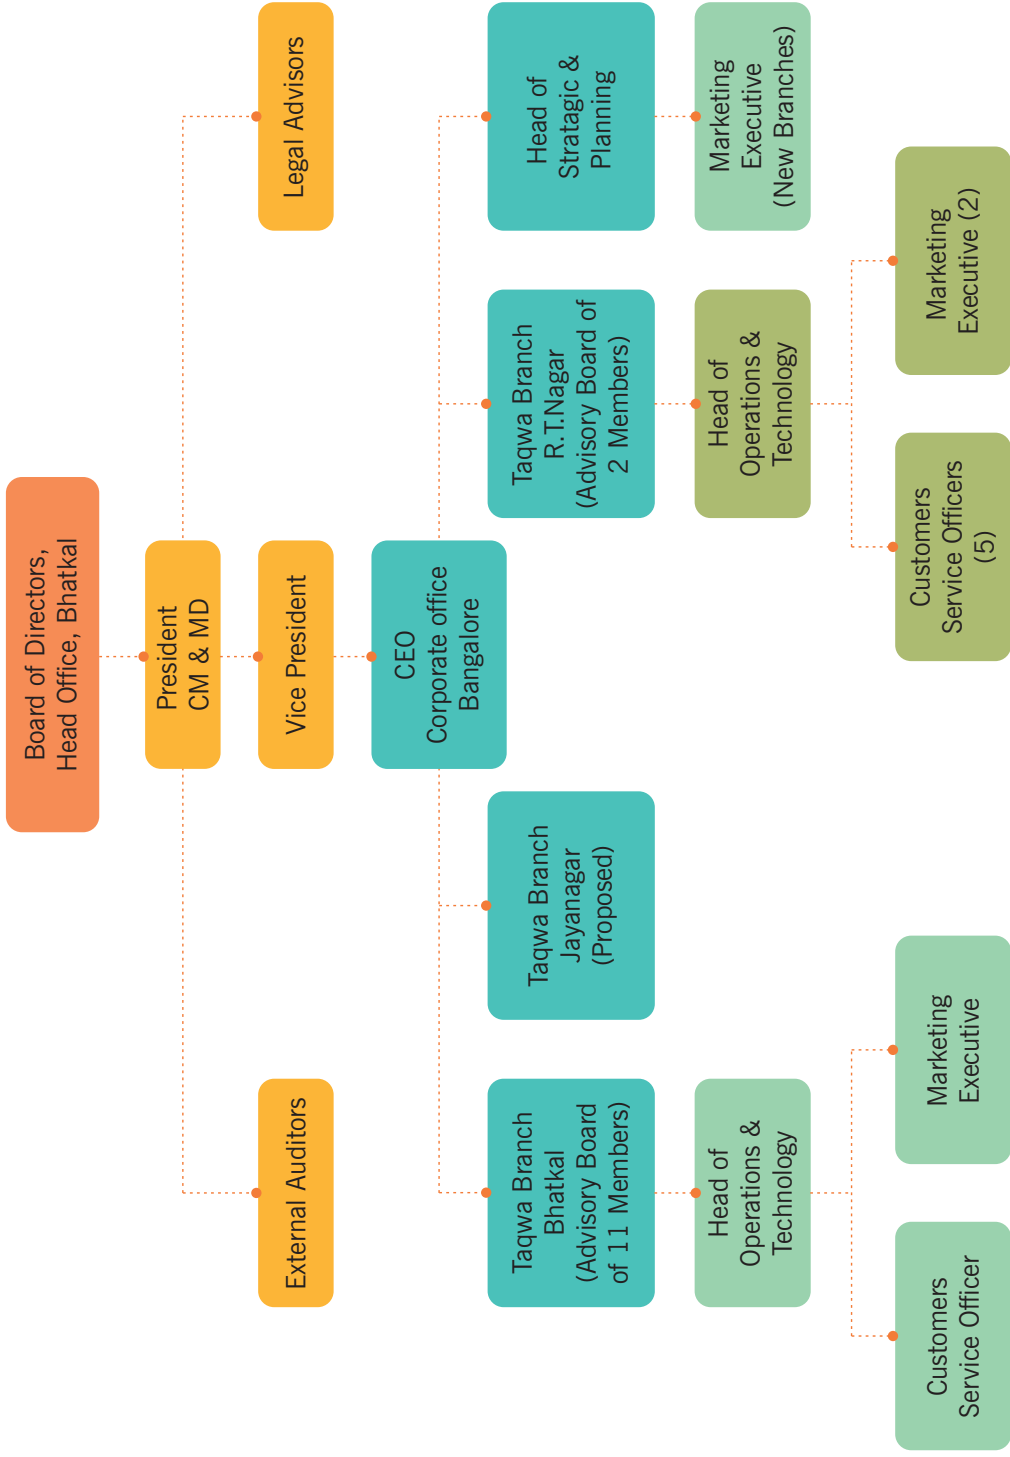 Board of Directors,
Head Office, Bhatkal
President
CM & MD
External Auditors
Vice President
Legal Advisors
CEO
Corporate office
Bangalore
Taqwa Branch
Bhatkal
(Advisory Board
of 11 Members)
Taqwa Branch
Jayanagar
(Proposed)
Taqwa Branch
R.T.Nagar
(Advisory Board of
2 Members)
Head of
Stratagic &
Planning
Head of
Operations &
Technology
Head of
Operations &
Technology
Marketing
Executive
(New Branches)
Customers
Service Officer
Marketing
Executive
Customers
Service Officers
(5)
Marketing
Executive (2)